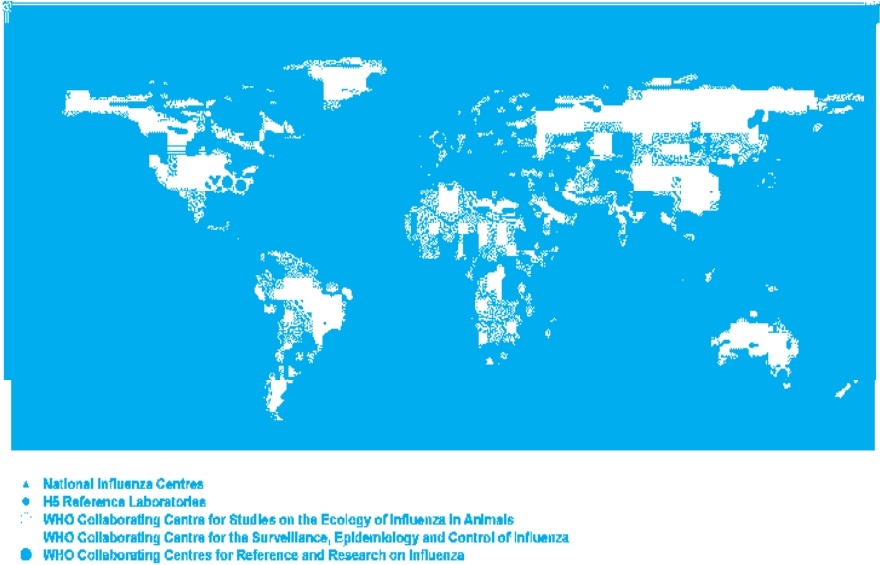 National Influenza Centres
H5 Reference Laboratories
WHO Collaborating Centre for Studies on the Ecology of Influenza in Animals
WHO Collaborating Centre for the Surveillance, Epidemiology and Control of Influenza
WHO Collaborating Centres for Reference and Research on Influenza